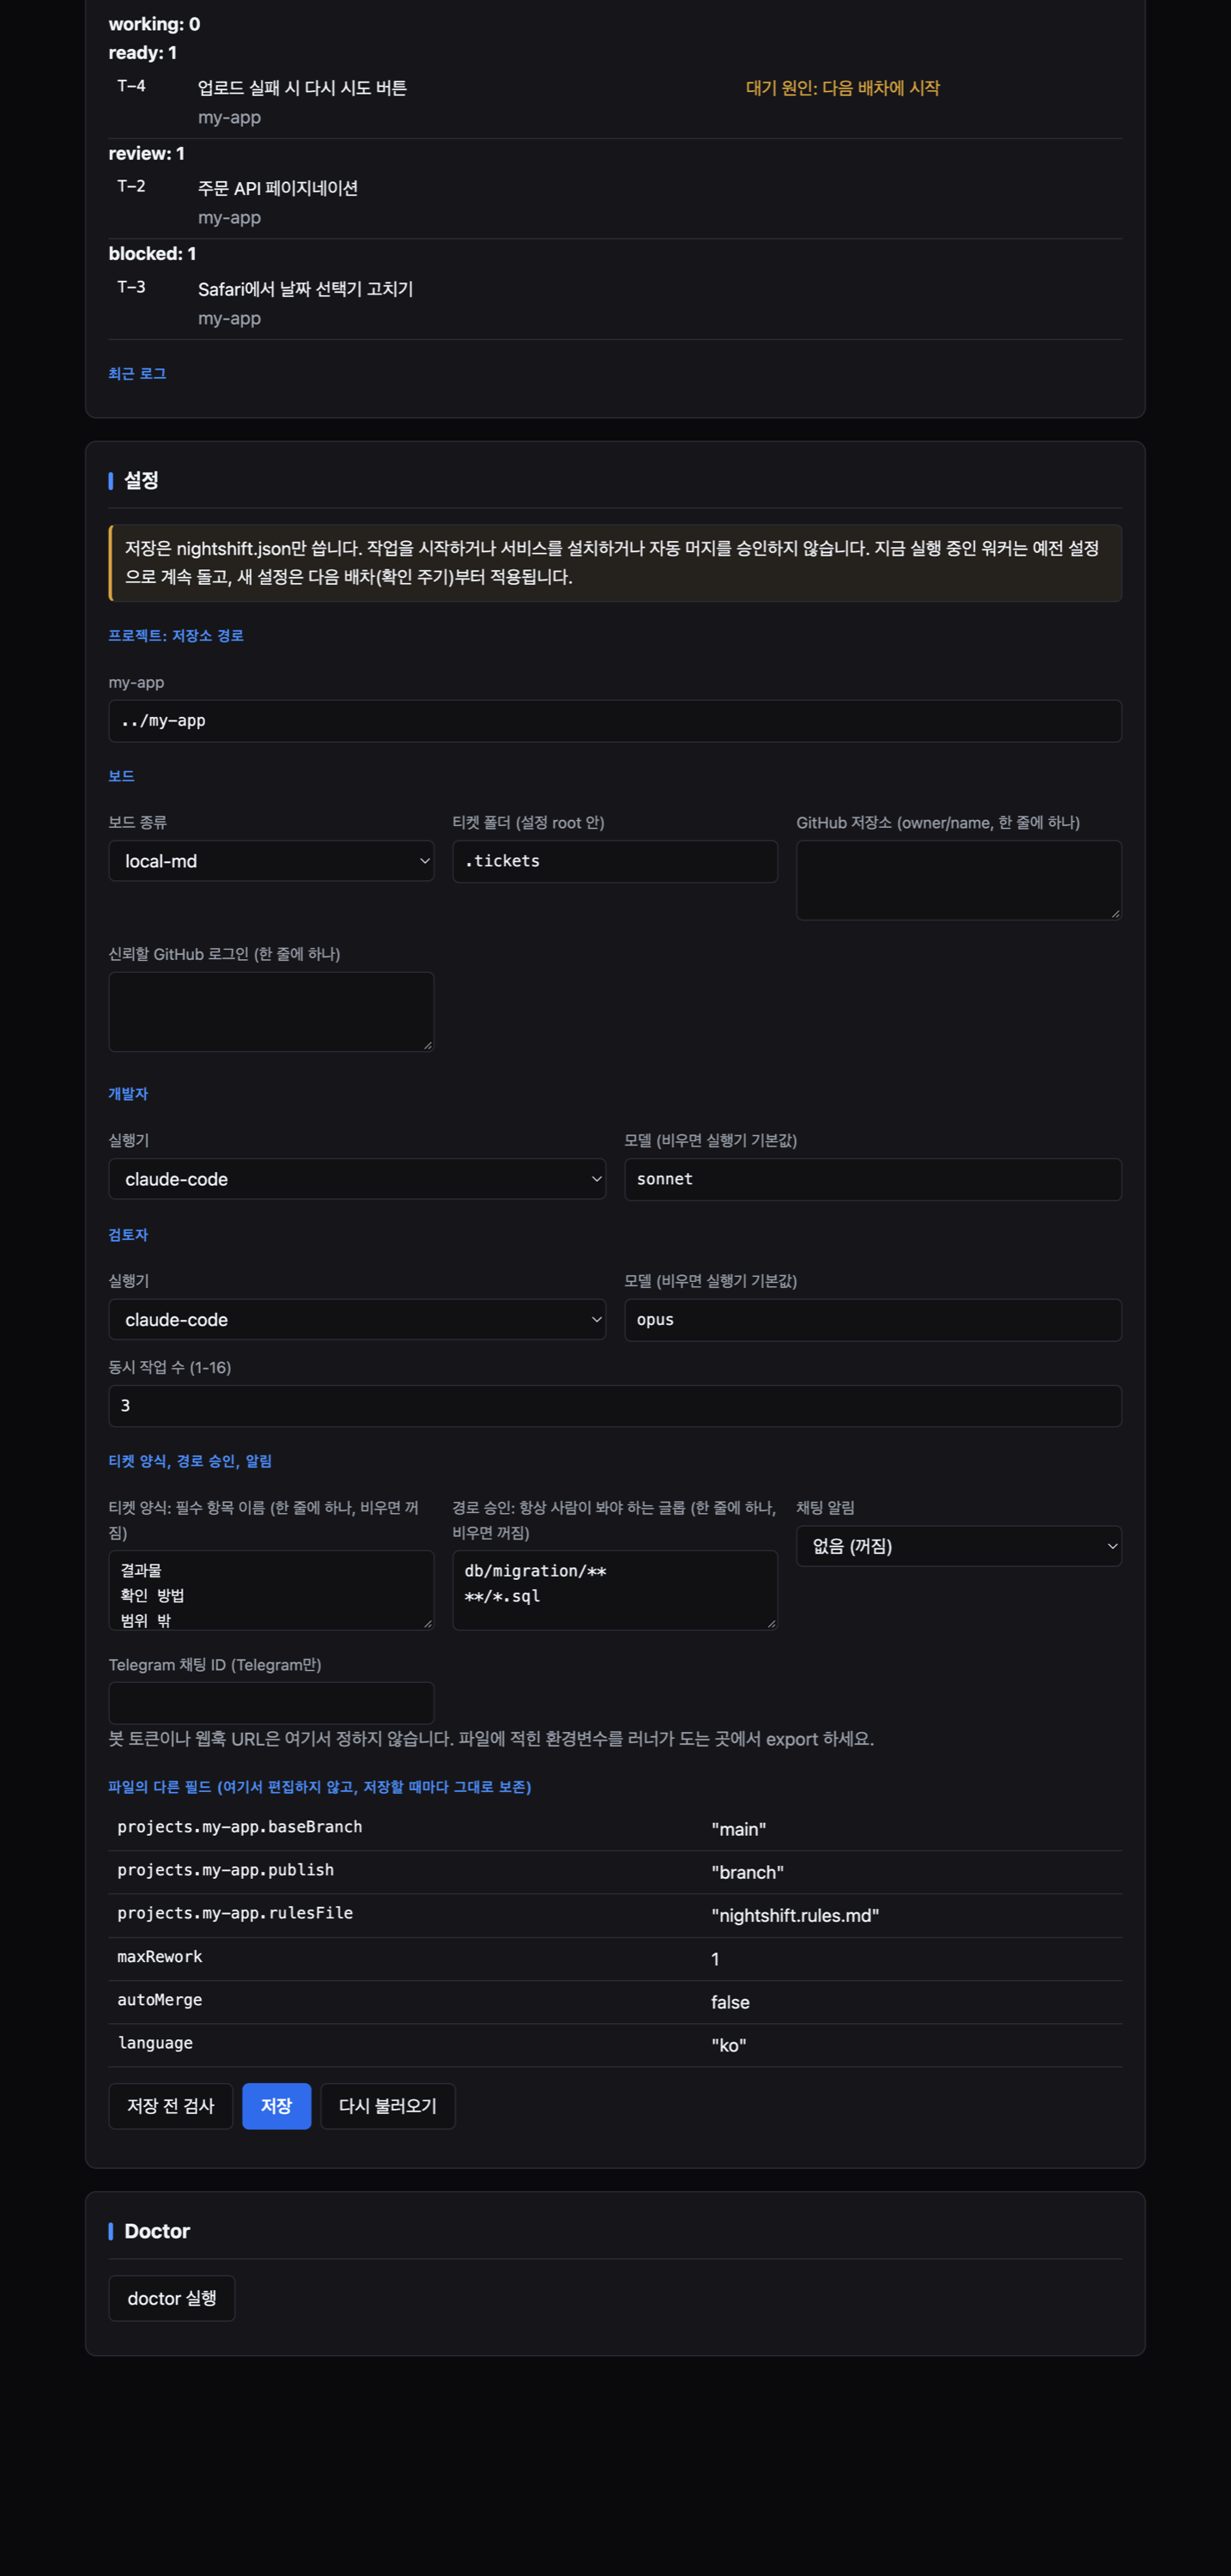 working: 0
ready: 1
T-4 업로드 실패 시 다시 시도 버튼 대기 원인: 다음 배차에 시작
my-app
review: 1
T-2 주문 API 페이지네이션
my-app
blocked: 1
T-3 Safari에서 날짜 선택기 고치기
my-app
최근 로그
설정
저장은 nightshift.json만 씁니다. 작업을 시작하거나 서비스를 설치하거나 자동 머지를 승인하지 않습니다. 지금 실행 중인 워커는 예전 설정
으로 계속 돌고, 새 설정은 다음 배차(확인 주기)부터 적용됩니다.
프로젝트: 저장소 경로
my-app
../my-app
보드
보드 종류
local-md
티켓 폴더 (설정 root 안)
.tickets
GitHub 저장소 (owner/name, 한 줄에 하나)
신뢰할 GitHub 로그인 (한 줄에 하나)
개발자
실행기
claude-code
모델 (비우면 실행기 기본값)
sonnet
검토자
실행기
claude-code
모델 (비우면 실행기 기본값)
opus
동시 작업 수 (1-16)
3
티켓 양식, 경로 승인, 알림
티켓 양식: 필수 항목 이름 (한 줄에 하나, 비우면 꺼
짐)
결과물
확인 방법
범위 밖
경로 승인: 항상 사람이 봐야 하는 글롭 (한 줄에 하나,
비우면 꺼짐)
db/migration/**
**/*.sql
채팅 알림
없음 (꺼짐)
Telegram 채팅 ID (Telegram만)
봇 토큰이나 웹훅 URL은 여기서 정하지 않습니다. 파일에 적힌 환경변수를 러너가 도는 곳에서 export 하세요.
파일의 다른 필드 (여기서 편집하지 않고, 저장할 때마다 그대로 보존)
projects.my-app.baseBranch "main"
projects.my-app.publish "branch"
projects.my-app.rulesFile "nightshift.rules.md"
maxRework 1
autoMerge false
language "ko"
저장 전 검사 저장 다시 불러오기
Doctor
doctor 실행